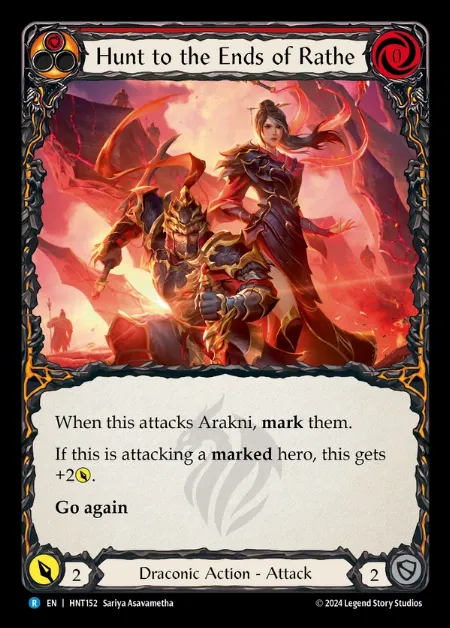 Hunt to the Ends of Rathe
0
When this attacks Arakni, mark them.
If this is attacking a marked hero, this gets
+2.
Go again
2
Draconic Action - Attack
2
R EN | HNT152 Sariya Asavametha
© 2024 Legend Story Studios